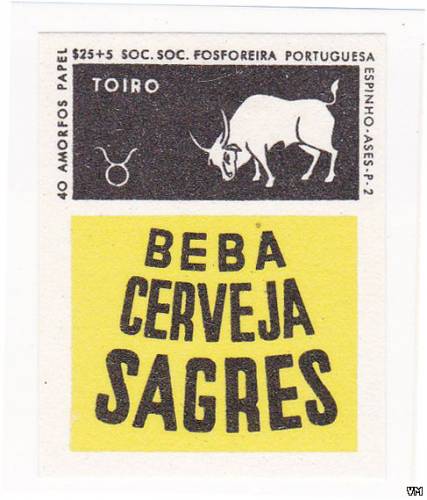 $25+5 SOC. SOC. FOSFOREIRA PORTUGUESA
40 AMORFOS PAPEL
ESPINHO-ASES-P-2
TOIRO
BEBA
CERVEJA
SAGRES
VM